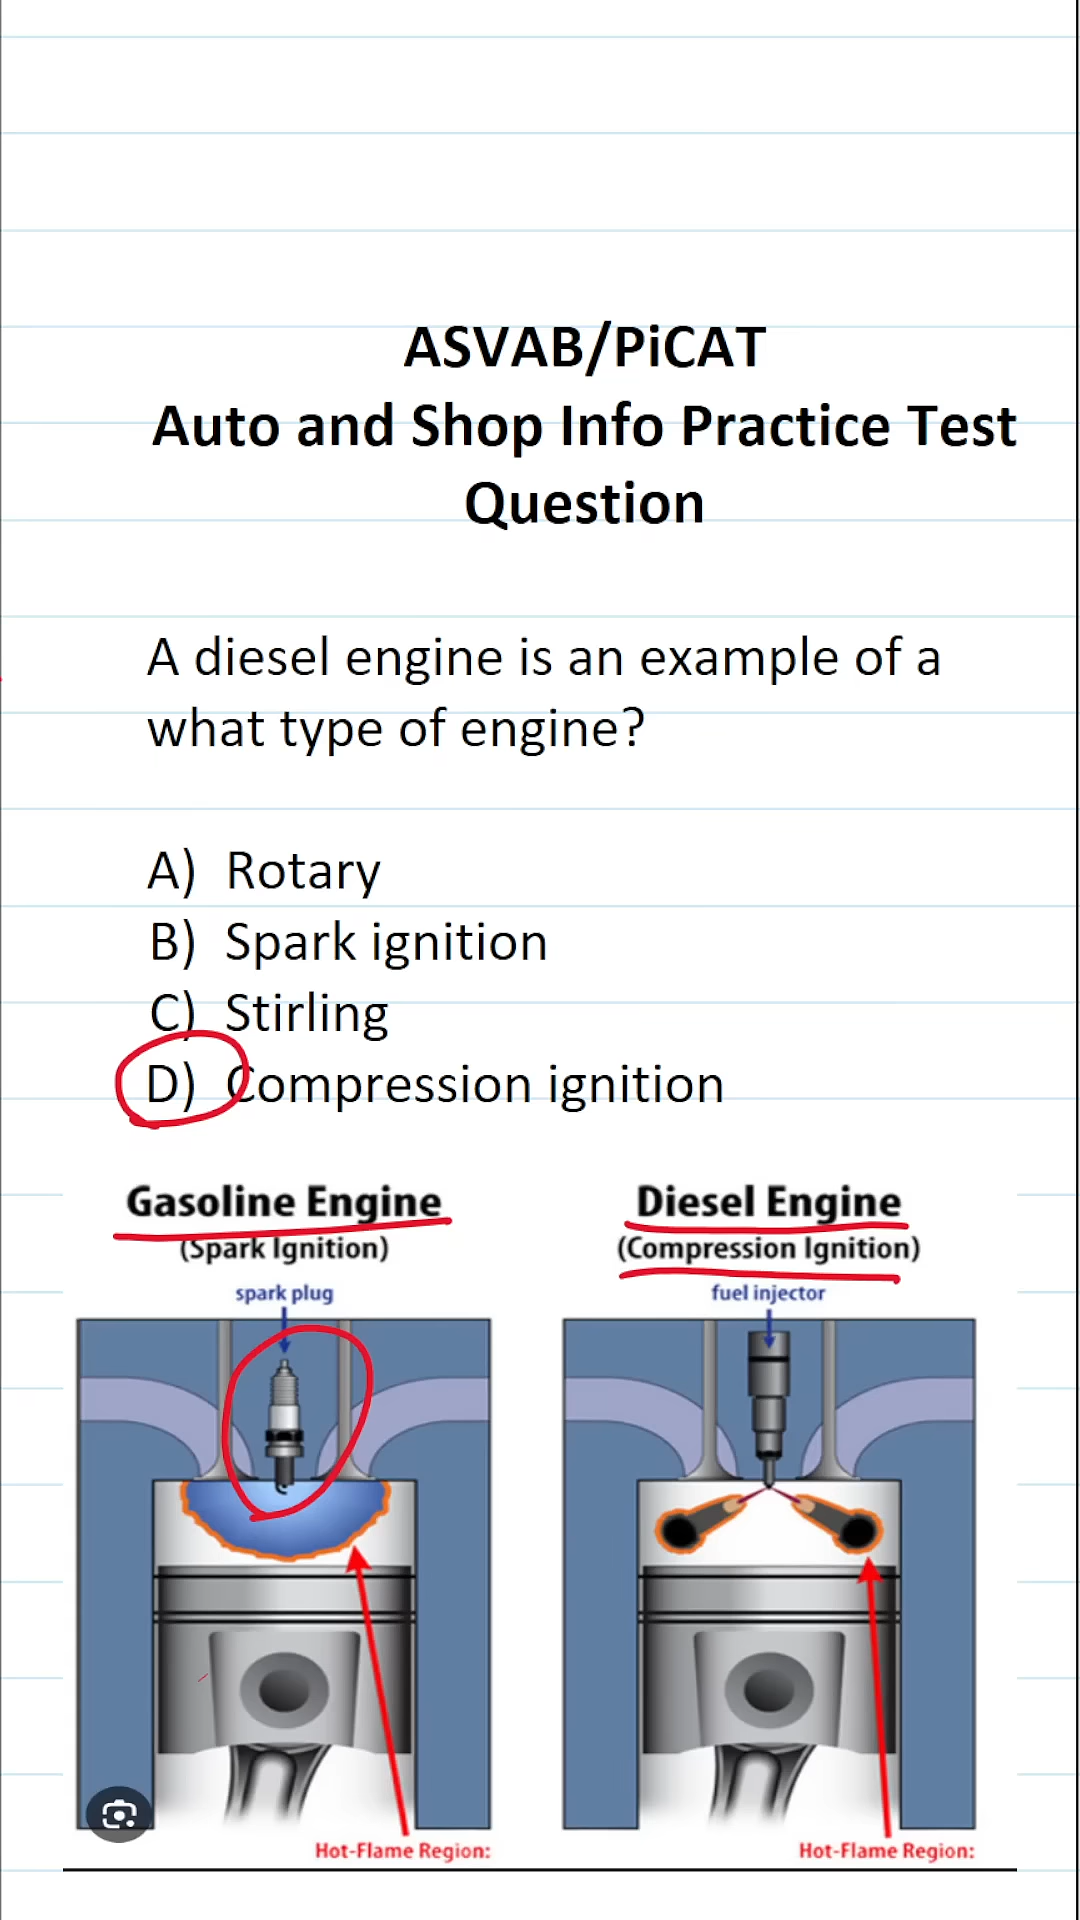 ASVAB/PiCAT
Auto and Shop Info Practice Test
Question
A diesel engine is an example of a
what type of engine?
A) Rotary
B) Spark ignition
C) Stirling
D) Compression ignition
Gasoline Engine
(Spark Ignition)
spark plug
Hot-Flame Region:
Diesel Engine
(Compression Ignition)
fuel injector
Hot-Flame Region: